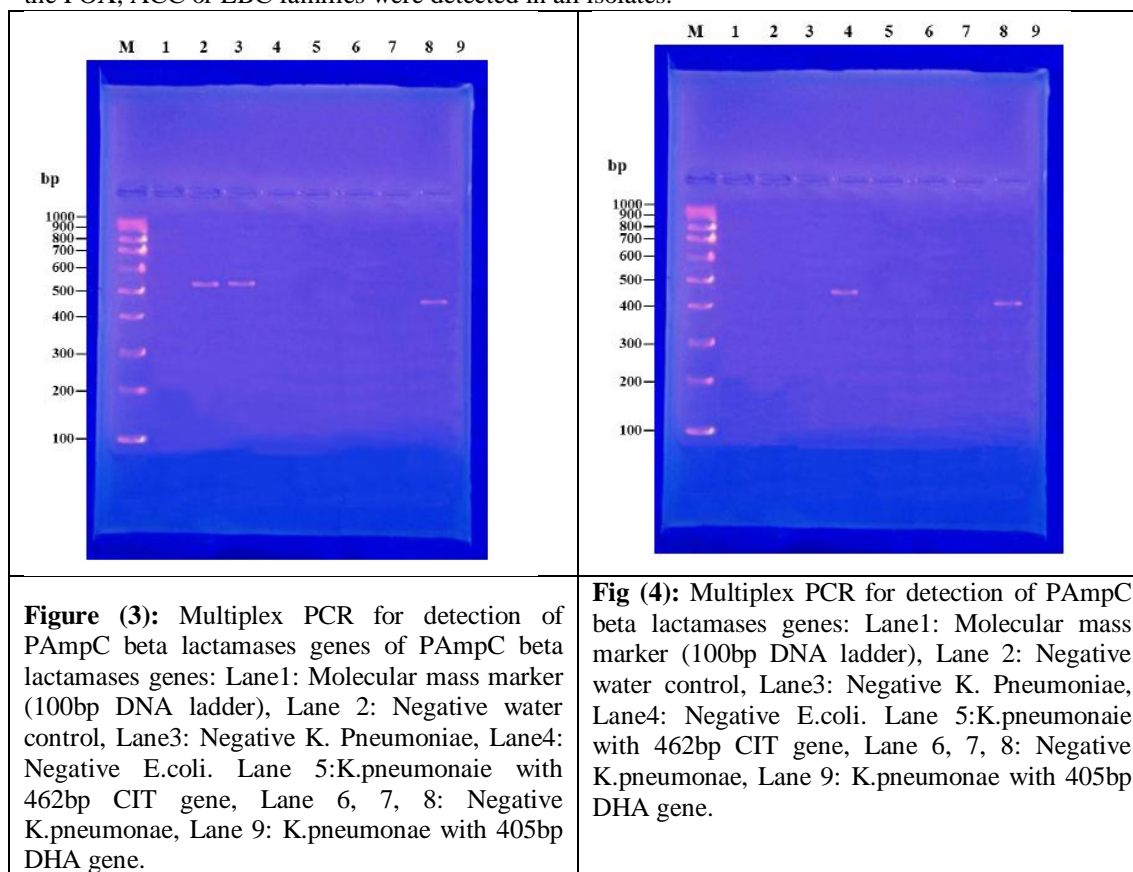 the FOX, ACC or EBC families were detected in all isolates.
M 1 2 3 4 5 6 7 8 9
bp
1000
900
800
700
600
500
400
300
200
100
M 1 2 3 4 5 6 7 8 9
bp
1000
900
800
700
600
500
400
300
200
100
Figure (3): Multiplex PCR for detection of
PAmpC beta lactamases genes of PAmpC beta
lactamases genes: Lane1: Molecular mass marker
(100bp DNA ladder), Lane 2: Negative water
control, Lane3: Negative K. Pneumoniae, Lane4:
Negative E.coli. Lane 5:K.pneumonaie with
462bp CIT gene, Lane 6, 7, 8: Negative
K.pneumonae, Lane 9: K.pneumonae with 405bp
DHA gene.
Fig (4): Multiplex PCR for detection of PAmpC
beta lactamases genes: Lane1: Molecular mass
marker (100bp DNA ladder), Lane 2: Negative
water control, Lane3: Negative K. Pneumoniae,
Lane4: Negative E.coli. Lane 5:K.pneumonaie
with 462bp CIT gene, Lane 6, 7, 8: Negative
K.pneumonae, Lane 9: K.pneumonae with 405bp
DHA gene.